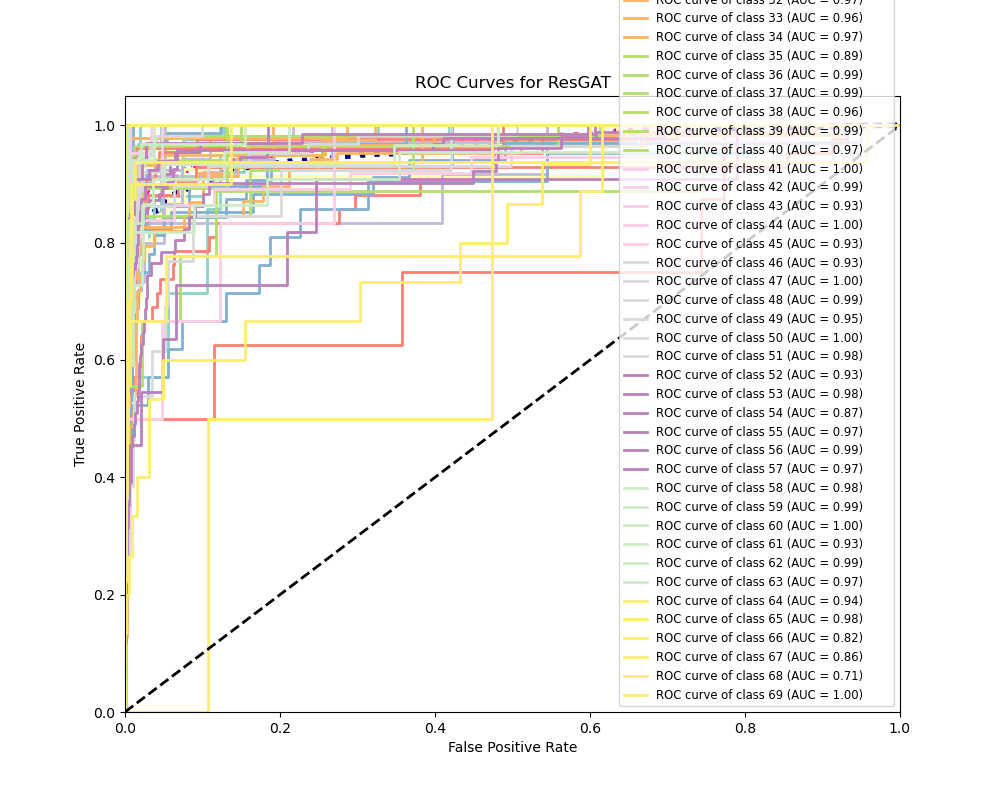 ROC curve of class 32 (AUC = 0.97)
ROC curve of class 33 (AUC = 0.96)
ROC curve of class 34 (AUC = 0.97)
ROC curve of class 35 (AUC = 0.89)
ROC curve of class 36 (AUC = 0.99)
ROC Curves for ResGAT
ROC curve of class 37 (AUC = 0.99)
ROC curve of class 38 (AUC = 0.96)
ROC curve of class 39 (AUC = 0.99)
ROC curve of class 40 (AUC = 0.97)
ROC curve of class 41 (AUC = 1.00)
ROC curve of class 42 (AUC = 0.99)
ROC curve of class 43 (AUC = 0.93)
ROC curve of class 44 (AUC = 1.00)
ROC curve of class 45 (AUC = 0.93)
ROC curve of class 46 (AUC = 0.93)
ROC curve of class 47 (AUC = 1.00)
ROC curve of class 48 (AUC = 0.99)
ROC curve of class 49 (AUC = 0.95)
ROC curve of class 50 (AUC = 1.00)
ROC curve of class 51 (AUC = 0.98)
ROC curve of class 52 (AUC = 0.93)
ROC curve of class 53 (AUC = 0.98)
ROC curve of class 54 (AUC = 0.87)
ROC curve of class 55 (AUC = 0.97)
ROC curve of class 56 (AUC = 0.99)
ROC curve of class 57 (AUC = 0.97)
ROC curve of class 58 (AUC = 0.98)
ROC curve of class 59 (AUC = 0.99)
ROC curve of class 60 (AUC = 1.00)
ROC curve of class 61 (AUC = 0.93)
ROC curve of class 62 (AUC = 0.99)
ROC curve of class 63 (AUC = 0.97)
ROC curve of class 64 (AUC = 0.94)
ROC curve of class 65 (AUC = 0.98)
ROC curve of class 66 (AUC = 0.82)
ROC curve of class 67 (AUC = 0.86)
ROC curve of class 68 (AUC = 0.71)
ROC curve of class 69 (AUC = 1.00)
True Positive Rate
1.0
0.8
0.6
0.4
0.2
0.0
0.0 0.2 0.4 0.6 0.8 1.0
False Positive Rate